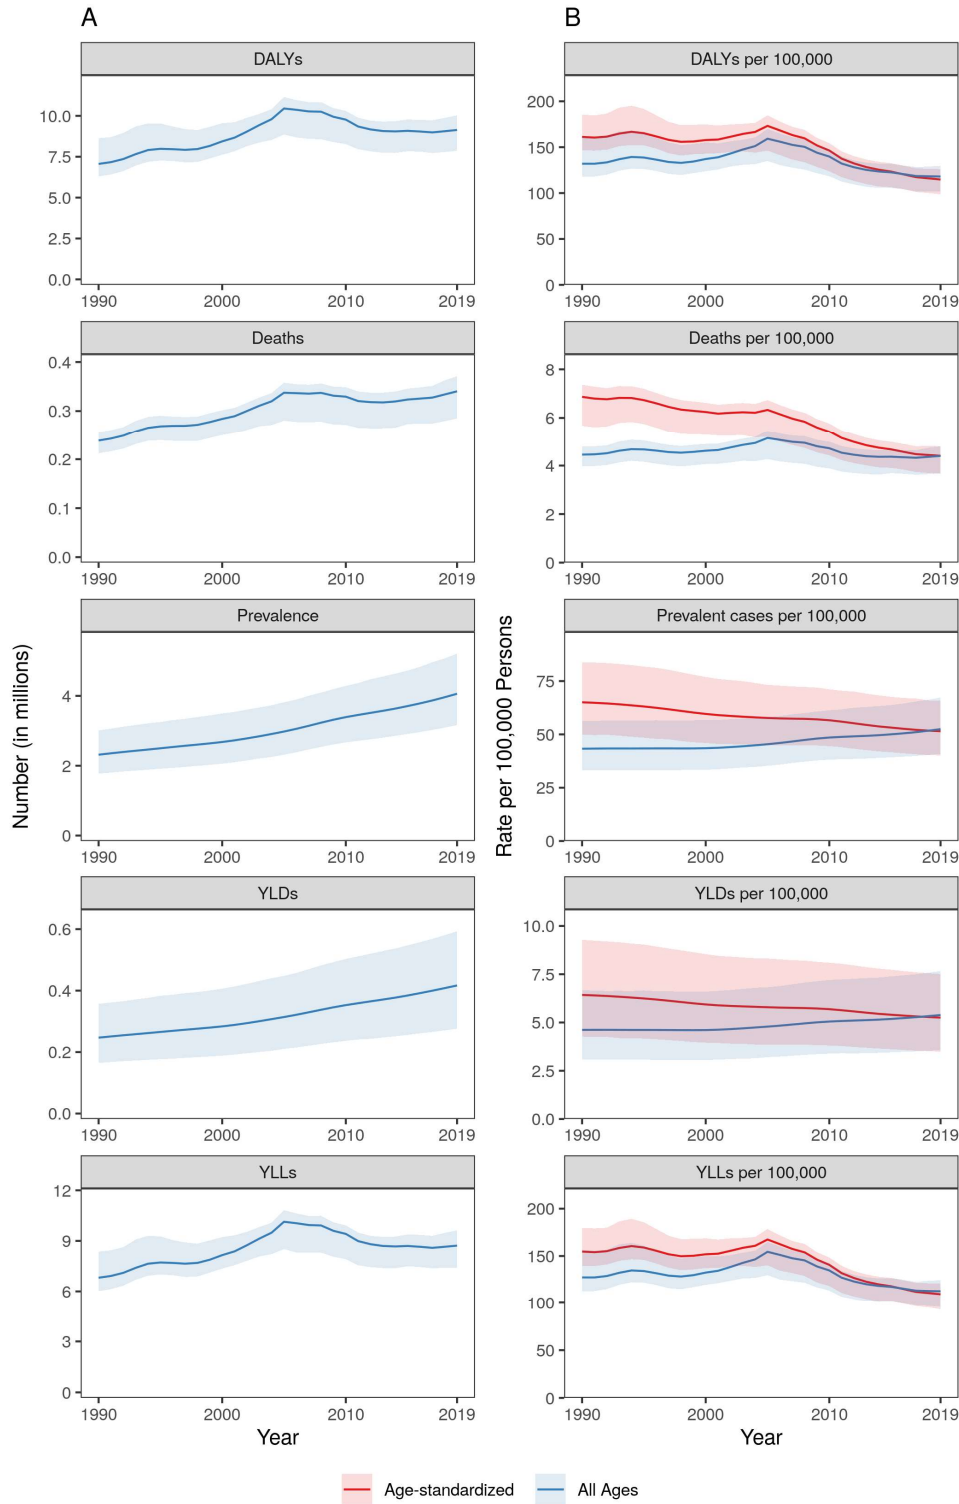 A
B
DALYs
DALYs per 100,000
10.0
7.5
5.0
2.5
0.0
1990 2000 2010 2019
200
150
100
50
0
1990 2000 2010 2019
Deaths
Deaths per 100,000
0.4
0.3
0.2
0.1
0.0
1990 2000 2010 2019
8
6
4
2
0
1990 2000 2010 2019
Prevalence
Prevalent cases per 100,000
Number (in millions)
Rate per 100,000 Persons
4
2
0
1990 2000 2010 2019
75
50
25
0
1990 2000 2010 2019
YLDs
YLDs per 100,000
0.6
0.4
0.2
0.0
1990 2000 2010 2019
10.0
7.5
5.0
2.5
0.0
1990 2000 2010 2019
YLLs
YLLs per 100,000
12
9
6
3
0
1990 2000 2010 2019
Year
200
150
100
50
0
1990 2000 2010 2019
Year
Age-standardized All Ages